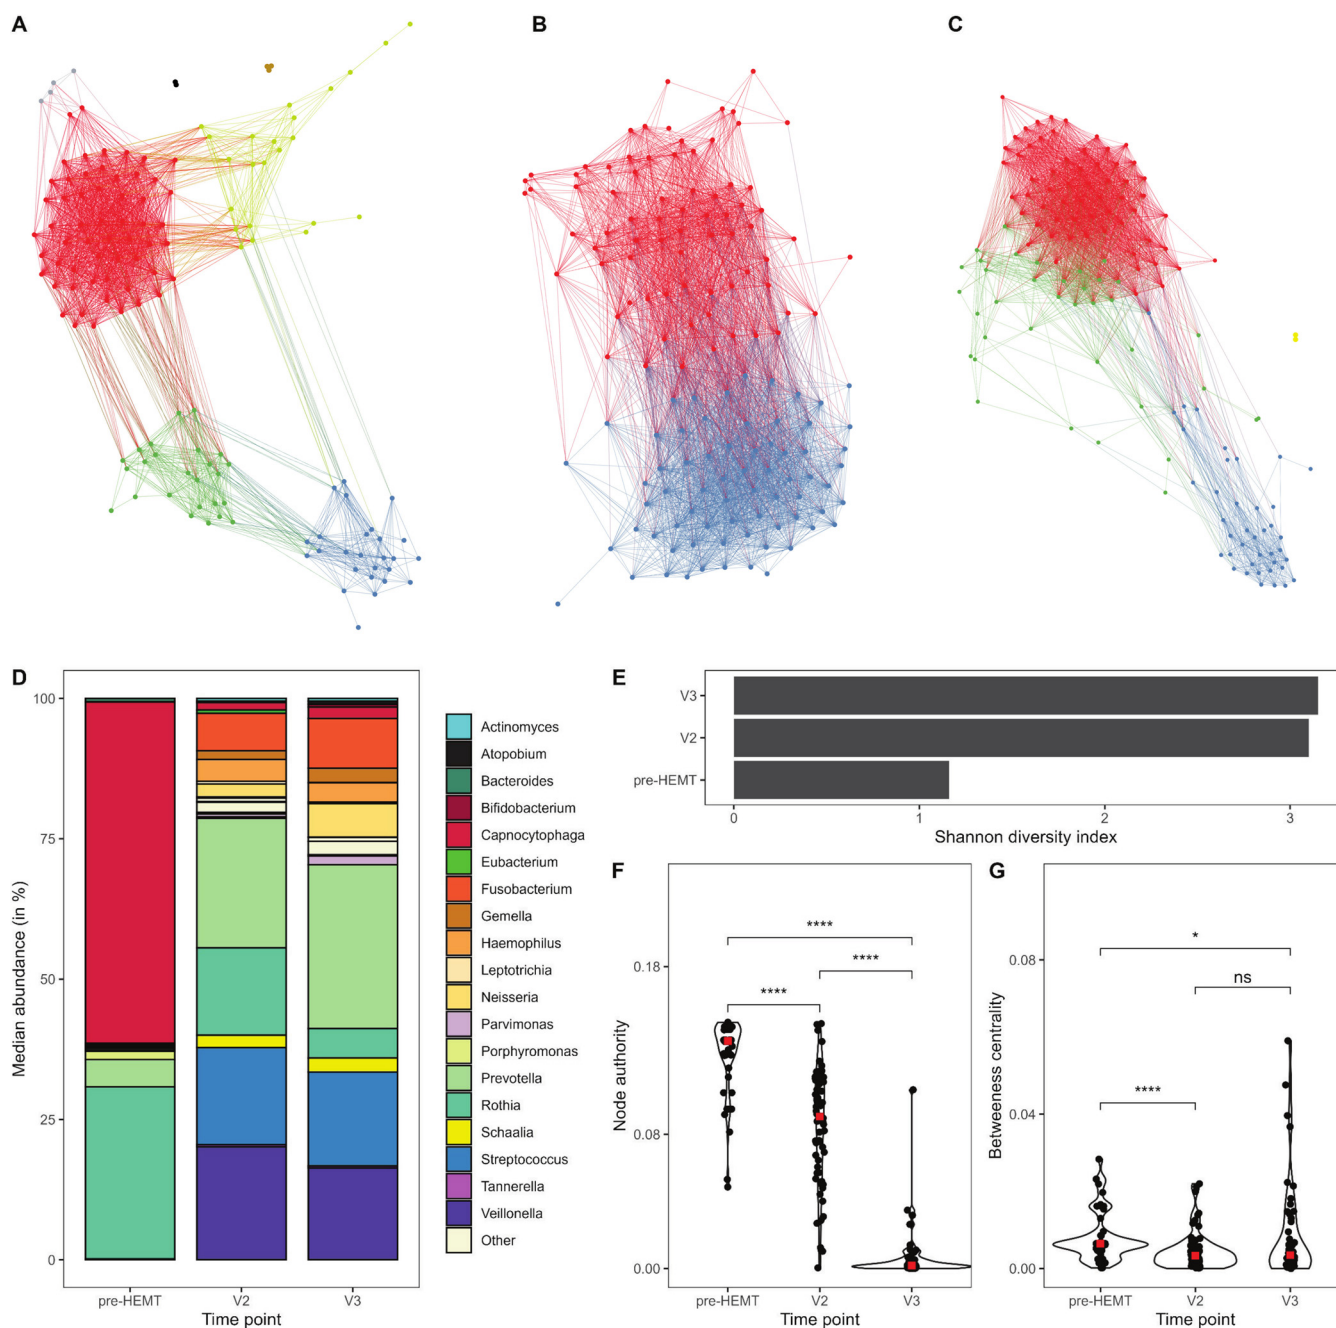 A
B
C
D
100
75
50
25
0
Median abundance (in %)
pre-HEMT
V2
V3
Time point
Actinomyces
Atopobium
Bacteroides
Bifidobacterium
Capnocytophaga
Eubacterium
Fusobacterium
Gemella
Haemophilus
Leptotrichia
Neisseria
Parvimonas
Porphyromonas
Prevotella
Rothia
Schaalia
Streptococcus
Tannerella
Veillonella
Other
E
V3
V2
pre-HEMT
0
1
2
3
Shannon diversity index
F
0.18
0.08
0.00
Node authority
****
****
****
pre-HEMT
V2
V3
Time point
G
0.08
0.04
0.00
Betweeness centrality
*
ns
****
pre-HEMT
V2
V3
Time point